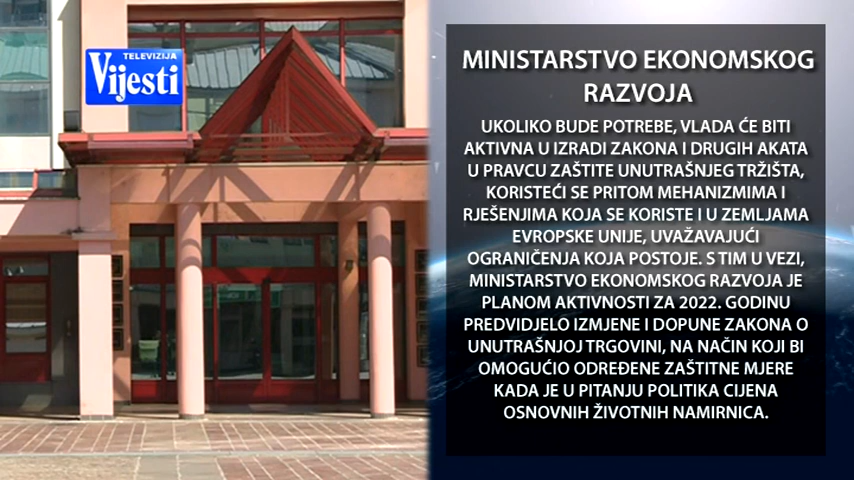 TELEVIZIJA
Vijesti
MINISTARSTVO EKONOMSKOG
RAZVOJA
UKOLIKO BUDE POTREBE, VLADA ĆE BITI
AKTIVNA U IZRADI ZAKONA I DRUGIH AKATA
U PRAVCU ZAŠTITE UNUTRAŠNJEG TRŽIŠTA,
KORISTEĆI SE PRITOM MEHANIZMIMA I
RJEŠENJIMA KOJA SE KORISTE I U ZEMLJAMA
EVROPSKE UNIJE, UVAŽAVAJUĆI
OGRANIČENJA KOJA POSTOJE. S TIM U VEZI,
MINISTARSTVO EKONOMSKOG RAZVOJA JE
PLANOM AKTIVNOSTI ZA 2022. GODINU
PREDVIDJELO IZMJENE I DOPUNE ZAKONA O
UNUTRAŠNJOJ TRGOVINI, NA NAČIN KOJI BI
OMOGUĆIO ODREĐENE ZAŠTITNE MJERE
KADA JE U PITANJU POLITIKA CIJENA
OSNOVNIH ŽIVOTNIH NAMIRNICA.